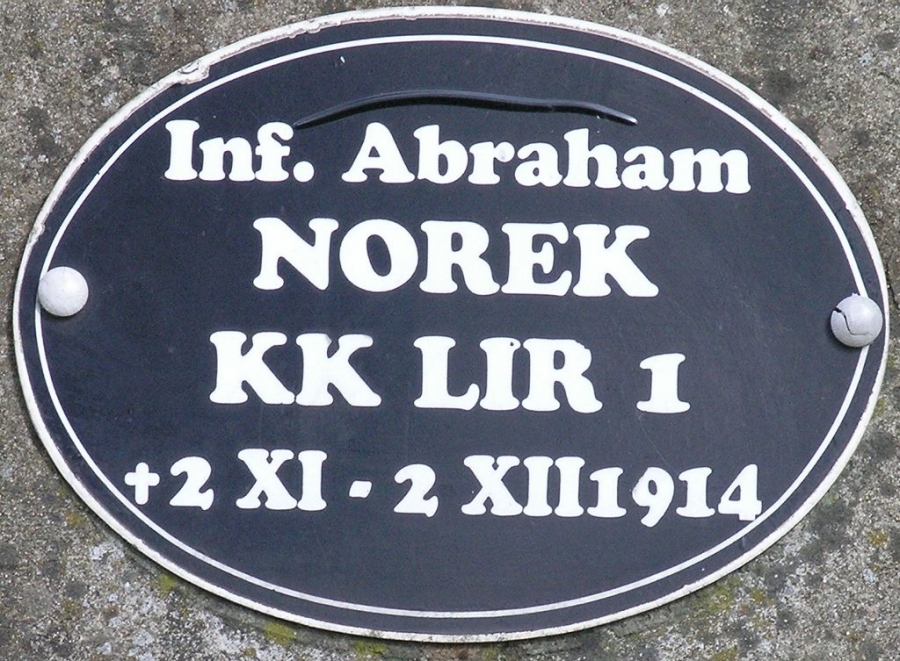 Inf. Abraham
NOREK
KK LIR 1
+2 XI - 2 XII1914